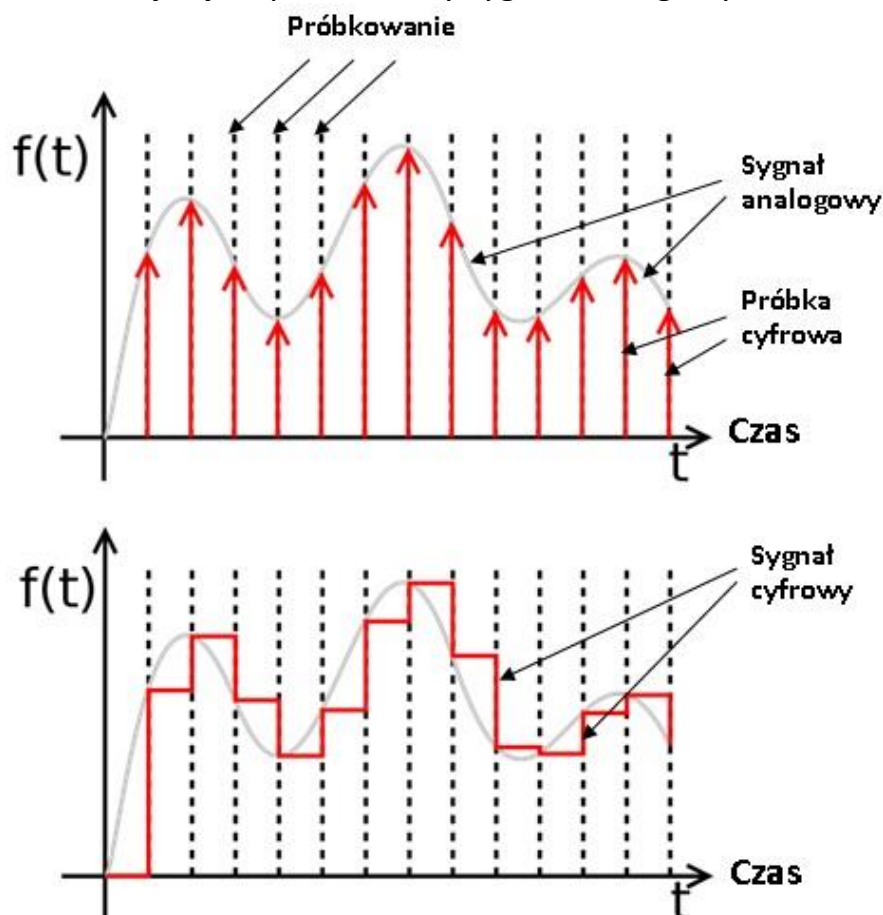 Próbkowanie
f(t)
Sygnał
analogowy
Próbka
cyfrowa
Czas
t
f(t)
Sygnał
cyfrowy
Czas
t